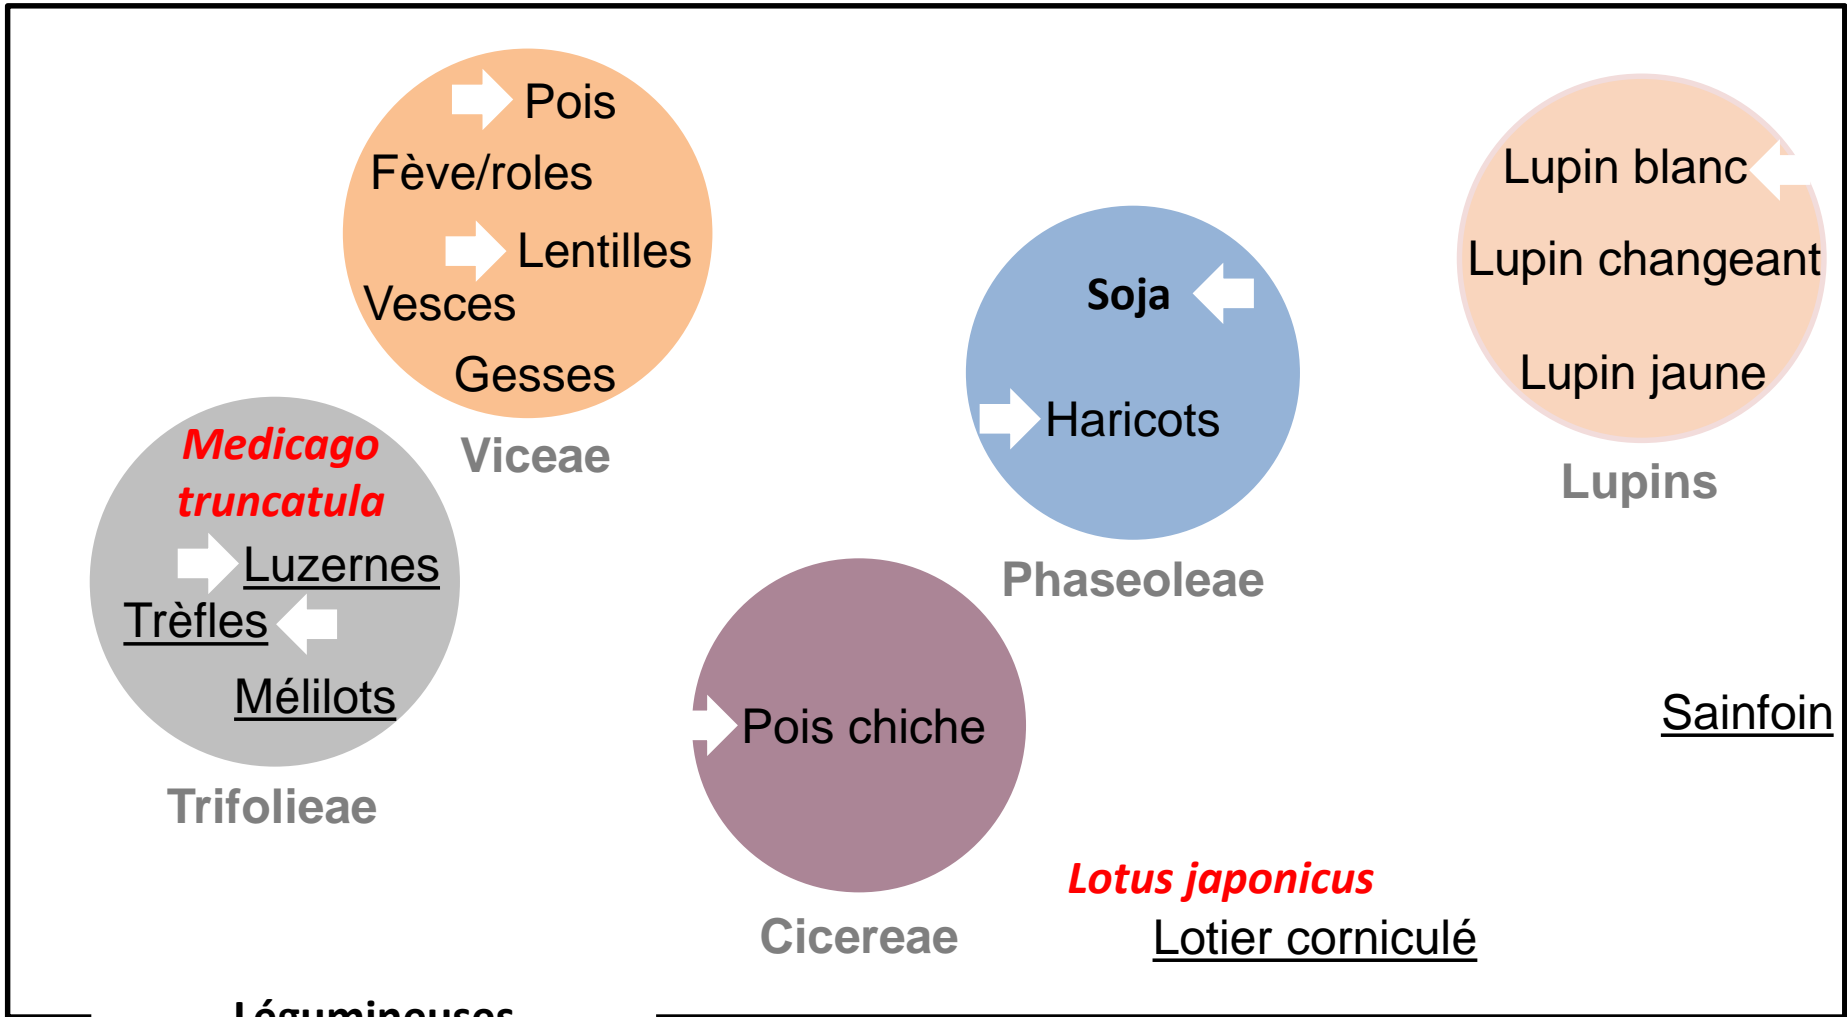 Pois
Fève/roles
Lentilles
Vesces
Gesses
Viceae
Lupin blanc
Lupin changeant
Lupin jaune
Lupins
Soja
Haricots
Phaseoleae
Medicago
truncatula
Luzernes
Trèfles
Mélilots
Trifolieae
Pois chiche
Cicereae
Sainfoin
Lotus japonicus
Lotier corniculé
Légumineuses